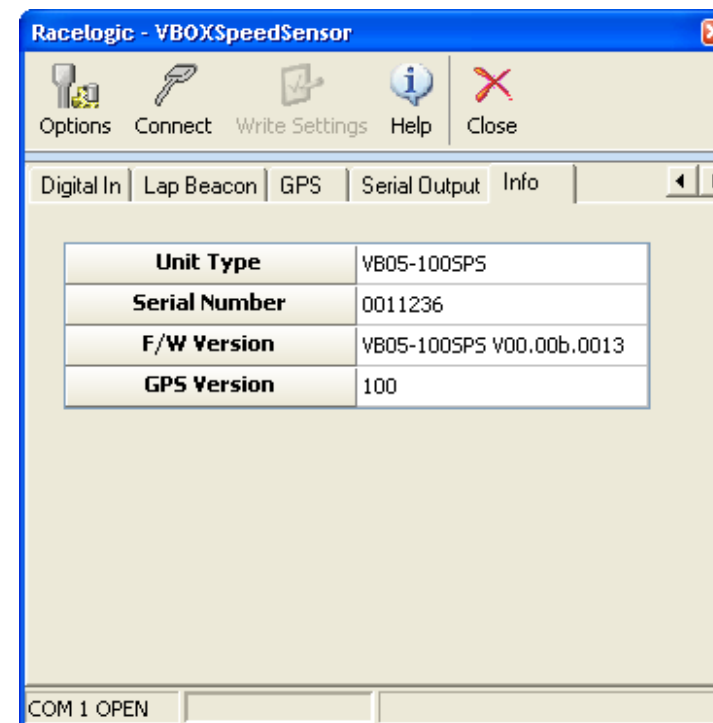 Racelogic - VBOXSpeedSensor
Options Connect Write Settings Help Close
Digital In Lap Beacon GPS Serial Output Info
Unit Type VB05-100SPS
Serial Number 0011236
F/W Version VB05-100SPS V00.00b.0013
GPS Version 100
COM 1 OPEN